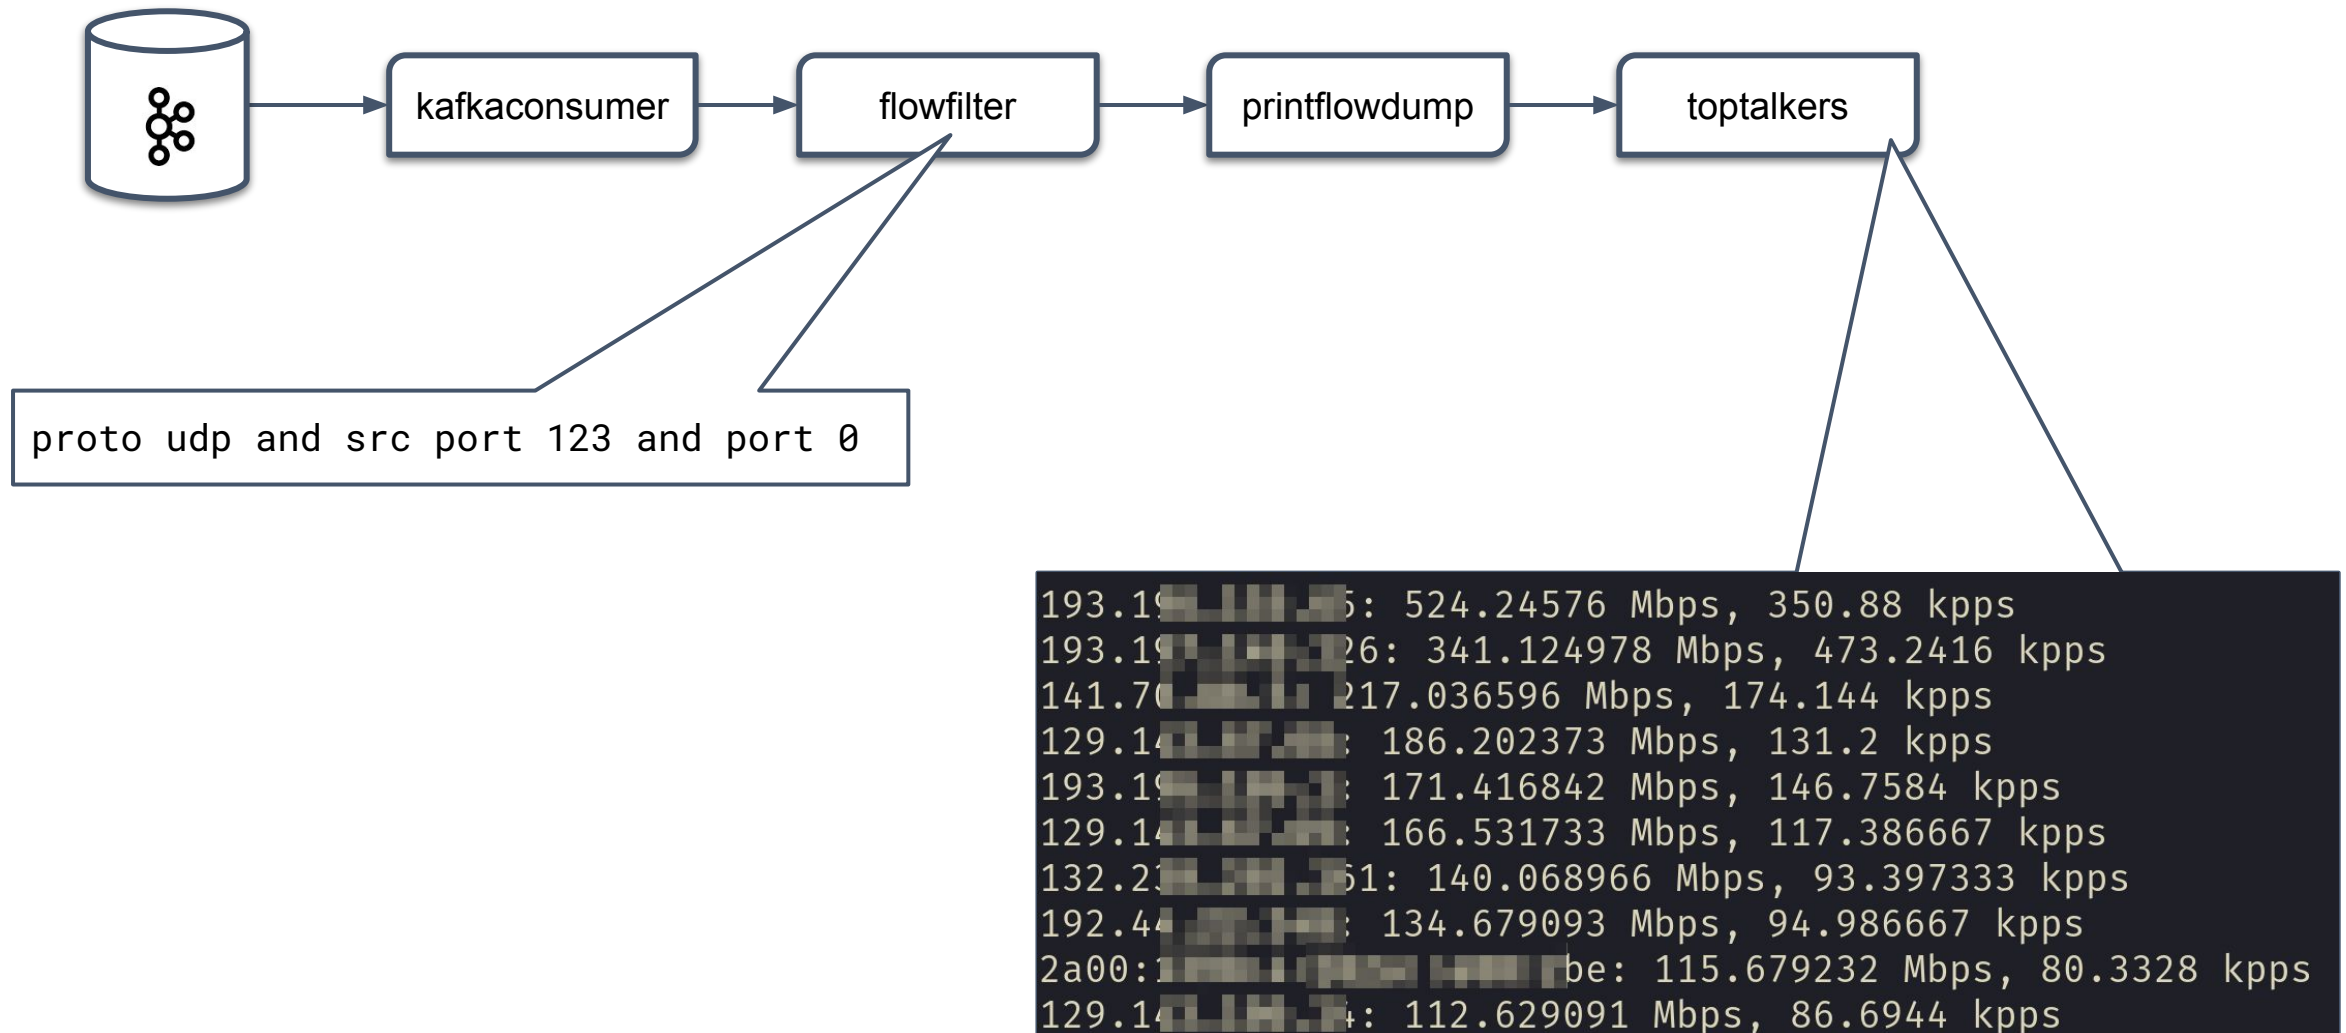 kafkaconsumer
flowfilter
printflowdump
toptalkers
proto udp and src port 123 and port 0
193.19 5: 524.24576 Mbps, 350.88 kpps
193.19 26: 341.124978 Mbps, 473.2416 kpps
141.70 217.036596 Mbps, 174.144 kpps
129.14 : 186.202373 Mbps, 131.2 kpps
193.19 : 171.416842 Mbps, 146.7584 kpps
129.14 : 166.531733 Mbps, 117.386667 kpps
132.23 61: 140.068966 Mbps, 93.397333 kpps
192.44 : 134.679093 Mbps, 94.986667 kpps
2a00: be: 115.679232 Mbps, 80.3328 kpps
129.14 4: 112.629091 Mbps, 86.6944 kpps